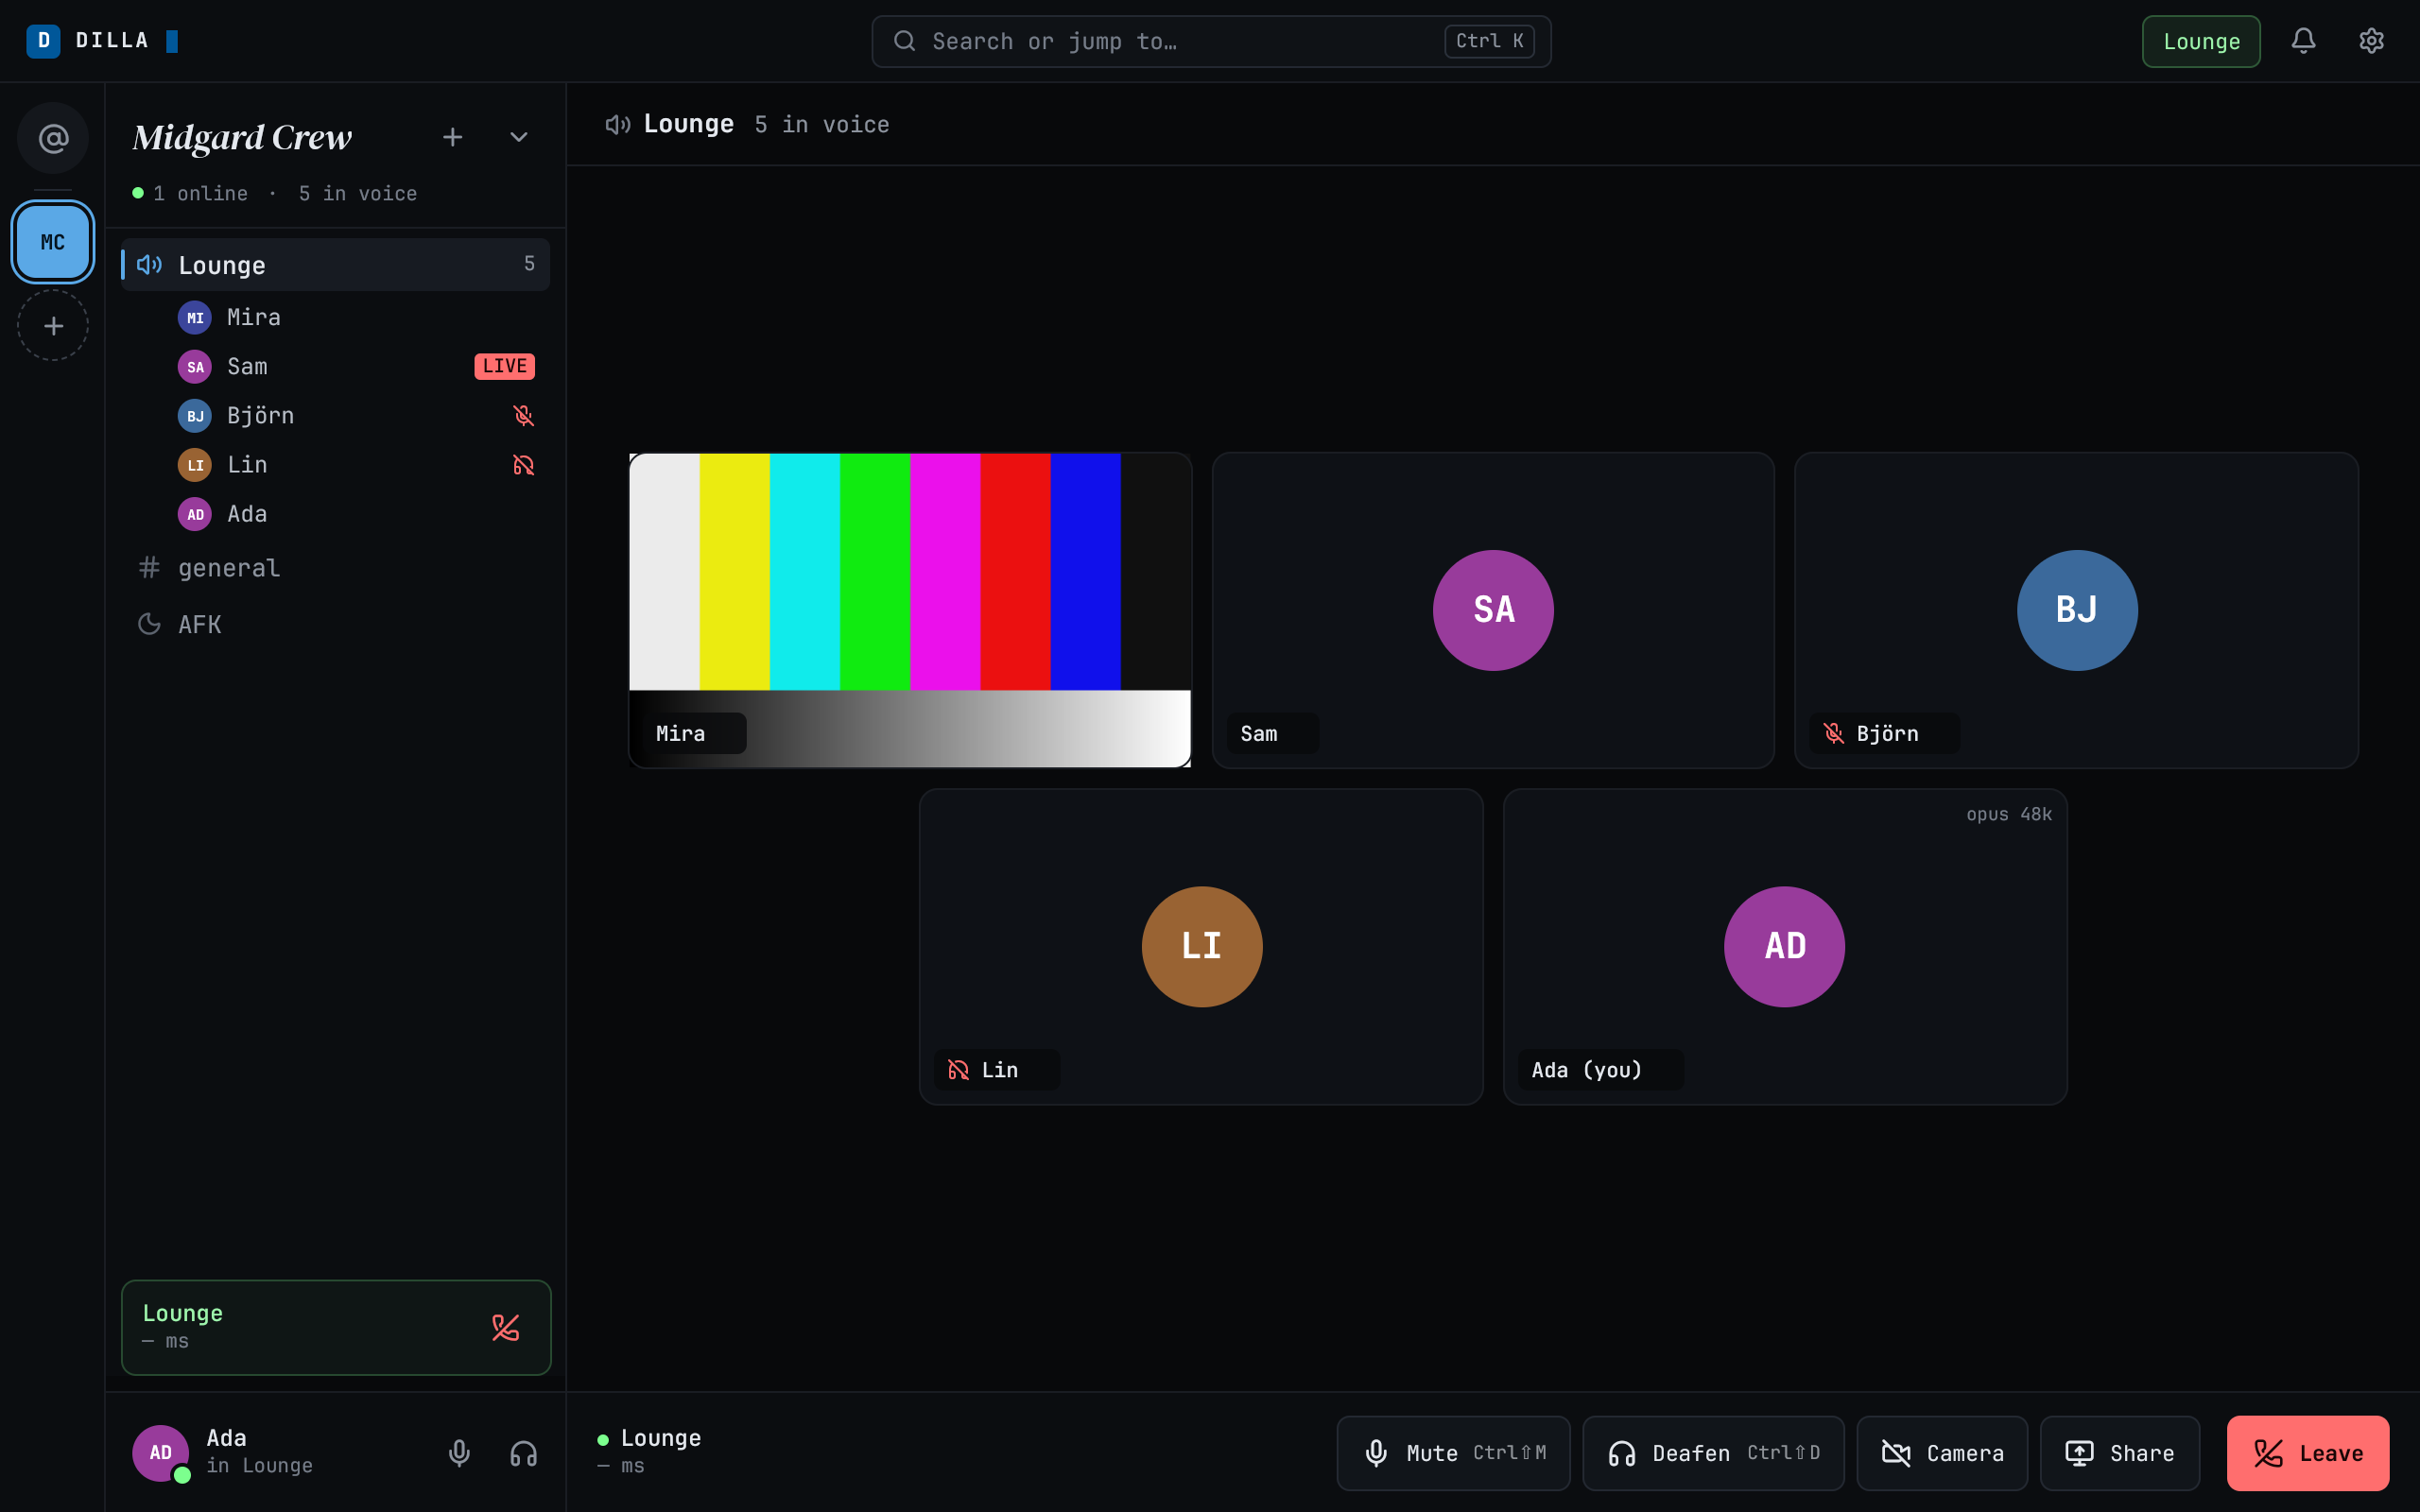 D DILLA
Search or jump to… Ctrl K
Lounge
Midgard Crew
1 online · 5 in voice
MC
Lounge 5
MI Mira
SA Sam LIVE
BJ Björn
LI Lin
AD Ada
# general
AFK
Lounge
— ms
AD Ada
in Lounge
Lounge 5 in voice
Mira
SA
Sam
BJ
Björn
LI
Lin
opus 48k
AD
Ada (you)
Lounge
— ms
Mute Ctrl⇧M
Deafen Ctrl⇧D
Camera
Share
Leave